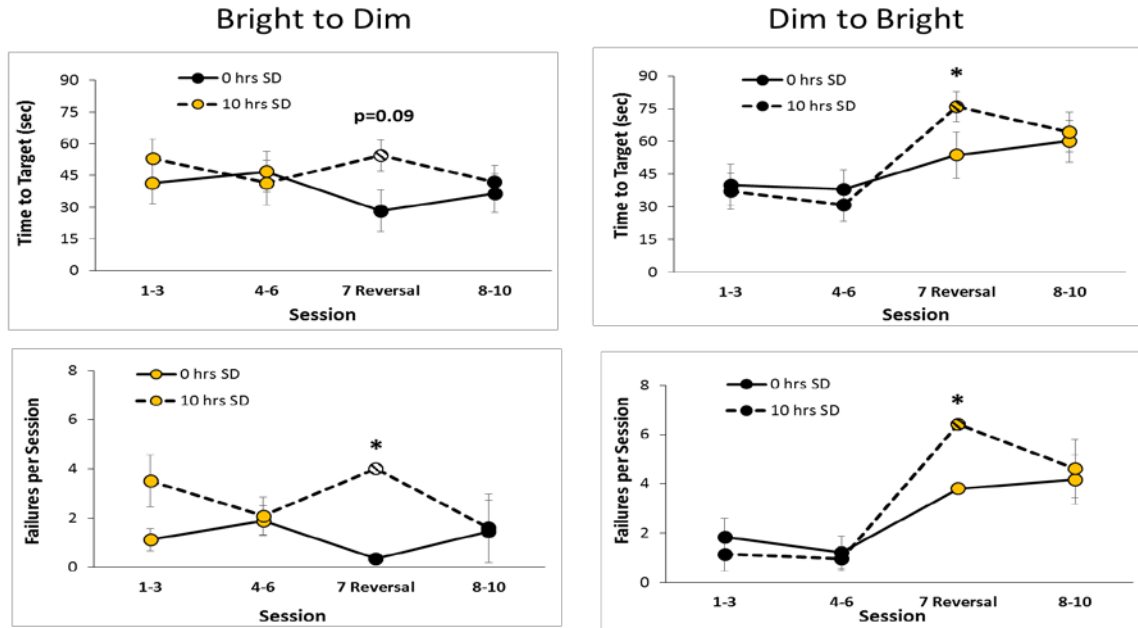 Bright to Dim
Dim to Bright
0 hrs SD
10 hrs SD
p=0.09
Time to Target (sec)
90
75
60
45
30
15
0
1-3
4-6
7 Reversal
8-10
Session
0 hrs SD
10 hrs SD
*
Time to Target (sec)
90
75
60
45
30
15
0
1-3
4-6
7 Reversal
8-10
Session
0 hrs SD
10 hrs SD
*
Failures per Session
8
6
4
2
0
1-3
4-6
7 Reversal
8-10
Session
0 hrs SD
10 hrs SD
*
Failures per Session
8
6
4
2
0
1-3
4-6
7 Reversal
8-10
Session